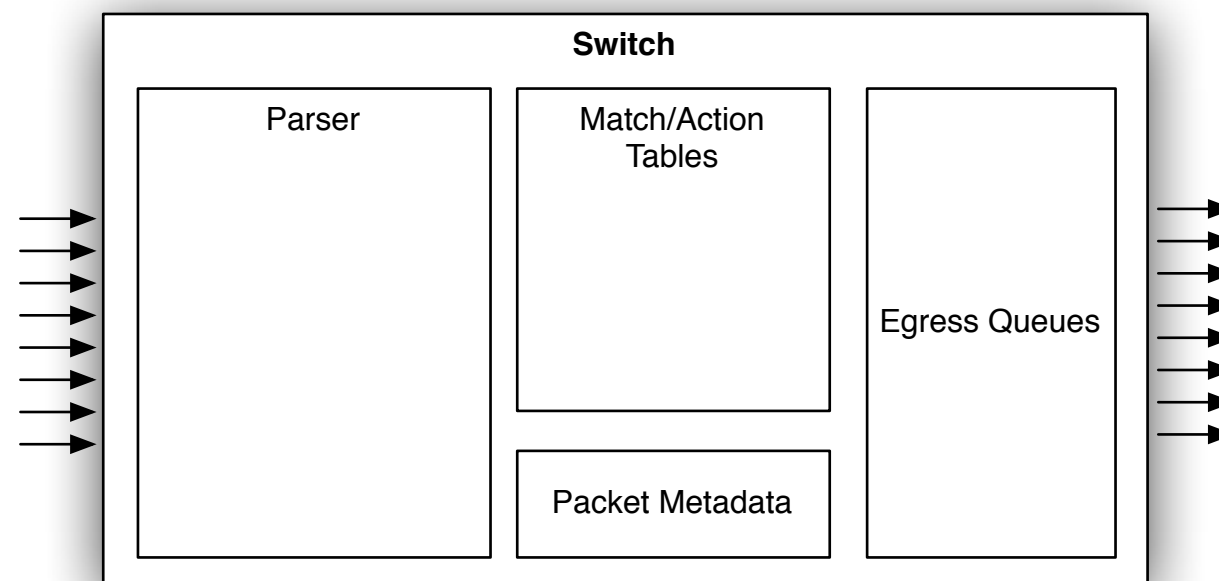 Switch
Parser
Match/Action
Tables
Egress Queues
Packet Metadata